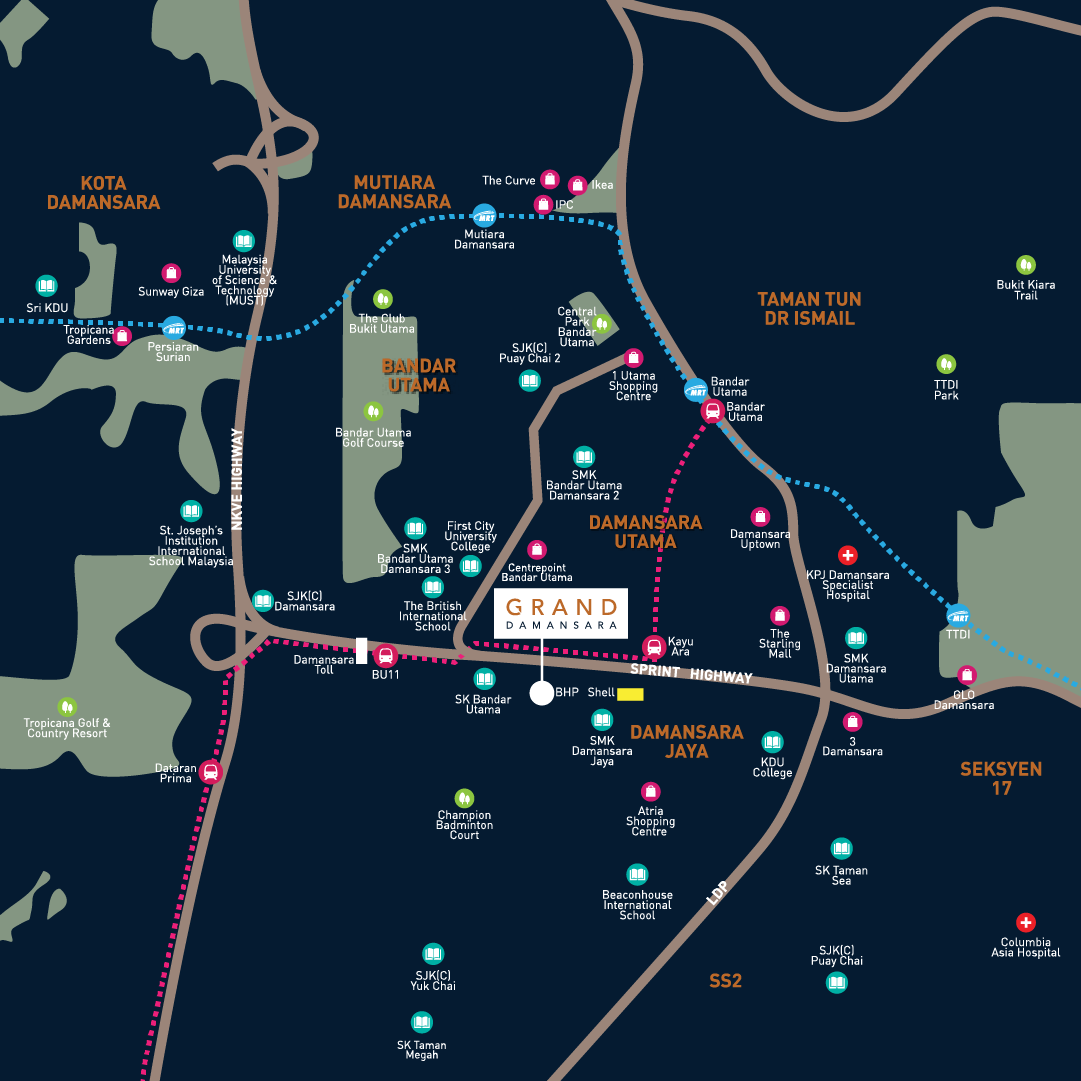 The Curve
Ikea
IPC
KOTA
DAMANSARA
MUTIARA
DAMANSARA
MRT
Mutiara
Damansara
Malaysia
University
of Science &
Technology
(MUST)
Sunway Giza
Sri KDU
Tropicana
Gardens
MRT
Persiaran
Surian
The Club
Bukit Utama
Central
Park
Bandar
Utama
TAMAN TUN
DR ISMAIL
Bukit Kiara
Trail
SJK(C)
Puay Chai 2
BANDAR
UTAMA
1 Utama
Shopping
Centre
MRT
Bandar
Utama
Bandar
Utama
TTDI
Park
Bandar Utama
Golf Course
NKVE HIGHWAY
SMK
Bandar Utama
Damansara 2
St. Joseph's
Institution
International
School Malaysia
First City
University
College
SMK
Bandar Utama
Damansara 3
DAMANSARA
UTAMA
Damansara
Uptown
Centrepoint
Bandar Utama
KPJ Damansara
Specialist
Hospital
SJK(C)
Damansara
The British
International
School
GRAND
DAMANSARA
The
Starling
Mall
MRT
TTDI
SMK
Damansara
Utama
Kayu
Ara
Damansara
Toll
BU11
SPRINT HIGHWAY
SK Bandar
Utama
BHP
Shell
GLO
Damansara
Tropicana Golf &
Country Resort
SMK
Damansara
Jaya
DAMANSARA
JAYA
KDU
College
3
Damansara
Dataran
Prima
SEKSYEN
17
Champion
Badminton
Court
Atria
Shopping
Centre
SK Taman
Sea
Beaconhouse
International
School
LDP
Columbia
Asia Hospital
SJK(C)
Yuk Chai
SS2
SJK(C)
Puay Chai
SK Taman
Megah